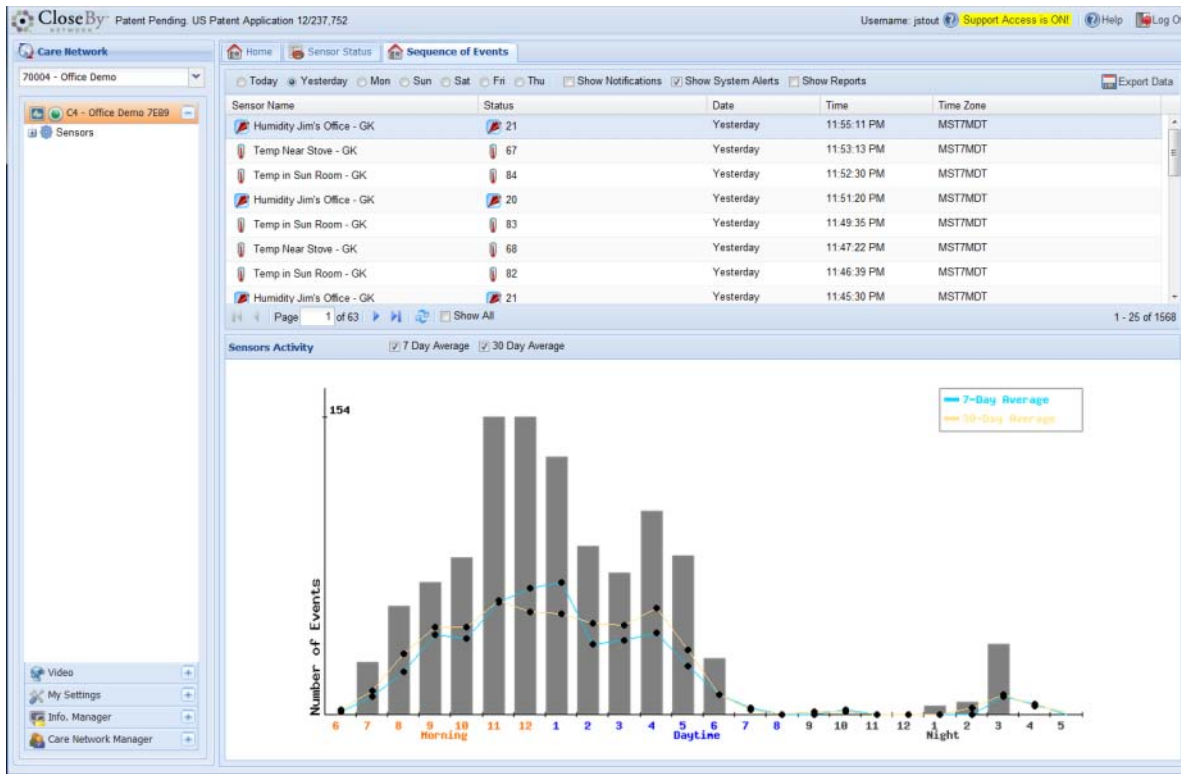 CloseBy Patent Pending. US Patent Application 12/237,752 Username: jstout Support Access is ON! Help Log O
NETWORK
Care Network Home Sensor Status Sequence of Events
70004 - Office Demo Today Yesterday Mon Sun Sat Fri Thu Show Notifications Show System Alerts Show Reports Export Data
C4 - Office Demo 7EB9
Sensors
Sensor Name Status Date Time Time Zone
Humidity Jim's Office - GK 21 Yesterday 11:55:11 PM MST7MDT
Temp Near Stove - GK 67 Yesterday 11:53:13 PM MST7MDT
Temp in Sun Room - GK 84 Yesterday 11:52:30 PM MST7MDT
Humidity Jim's Office - GK 20 Yesterday 11:51:20 PM MST7MDT
Temp in Sun Room - GK 83 Yesterday 11:49:35 PM MST7MDT
Temp Near Stove - GK 68 Yesterday 11:47:22 PM MST7MDT
Temp in Sun Room - GK 82 Yesterday 11:46:39 PM MST7MDT
Humidity Jim's Office - GK 21 Yesterday 11:45:30 PM MST7MDT
Page 1 of 63 Show All 1 - 25 of 1568
Sensors Activity 7 Day Average 30 Day Average
154
7-Day Average
30-Day Average
Number of Events
6 7 8 9 10 11 12 1 2 3 4 5 6 7 8 9 10 11 12 1 2 3 4 5
Morning Daytime Night
Video
My Settings
Info. Manager
Care Network Manager